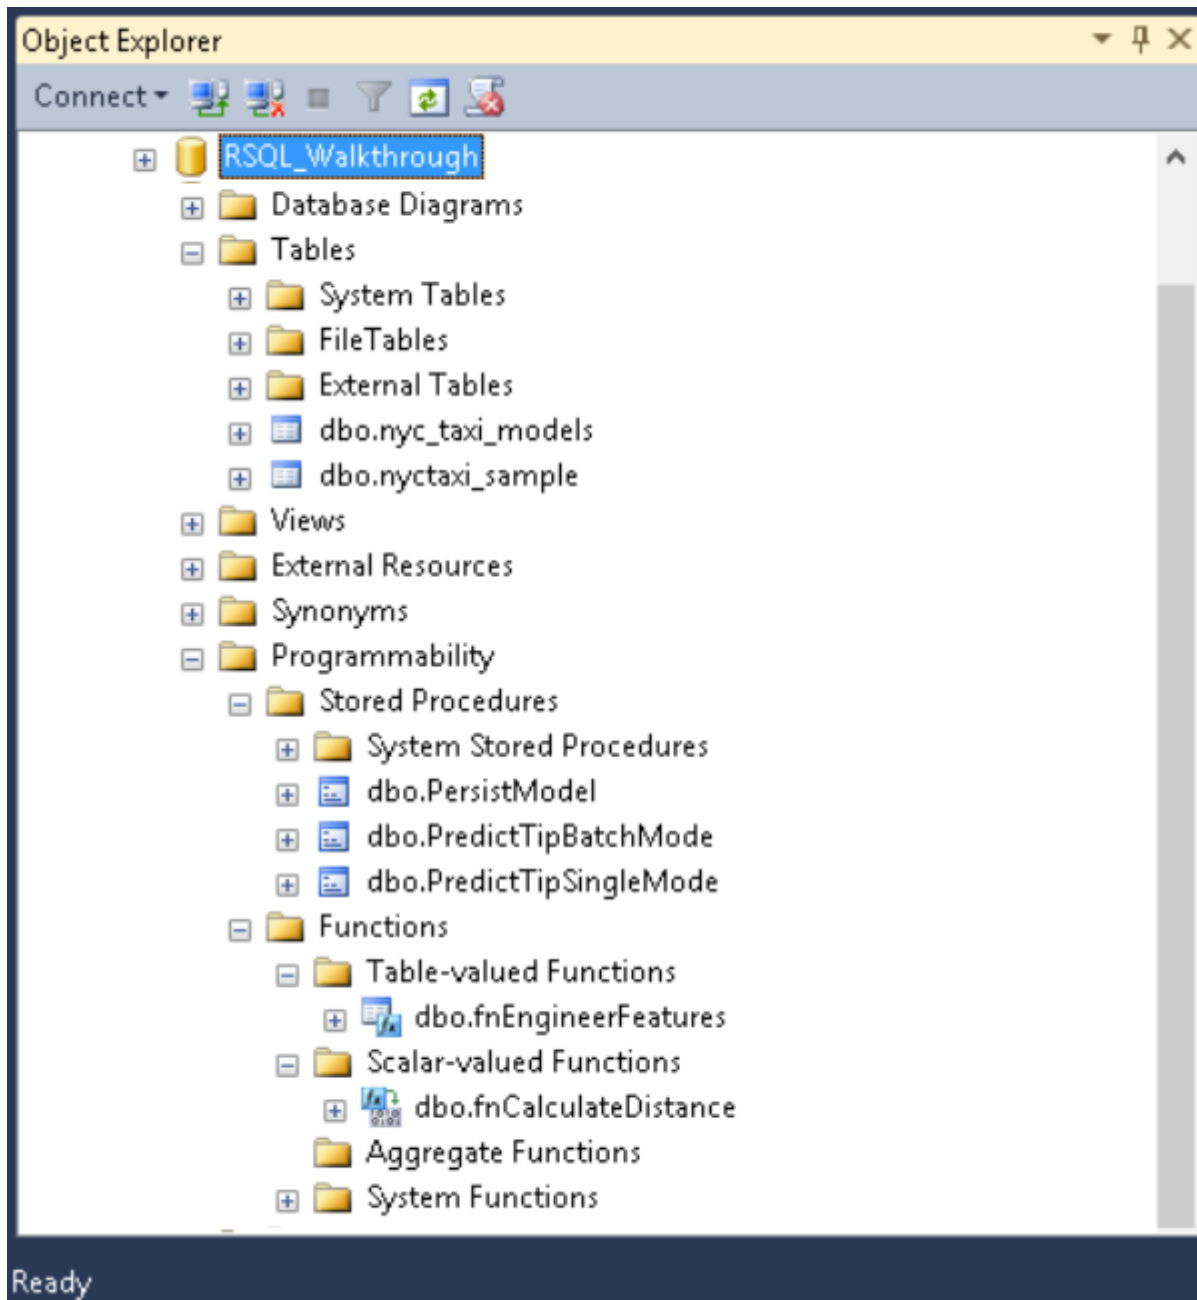 Object Explorer
Connect
RSQL_Walkthrough
Database Diagrams
Tables
System Tables
FileTables
External Tables
dbo.nyc_taxi_models
dbo.nyctaxi_sample
Views
External Resources
Synonyms
Programmability
Stored Procedures
System Stored Procedures
dbo.PersistModel
dbo.PredictTipBatchMode
dbo.PredictTipSingleMode
Functions
Table-valued Functions
dbo.fnEngineerFeatures
Scalar-valued Functions
dbo.fnCalculateDistance
Aggregate Functions
System Functions
Ready